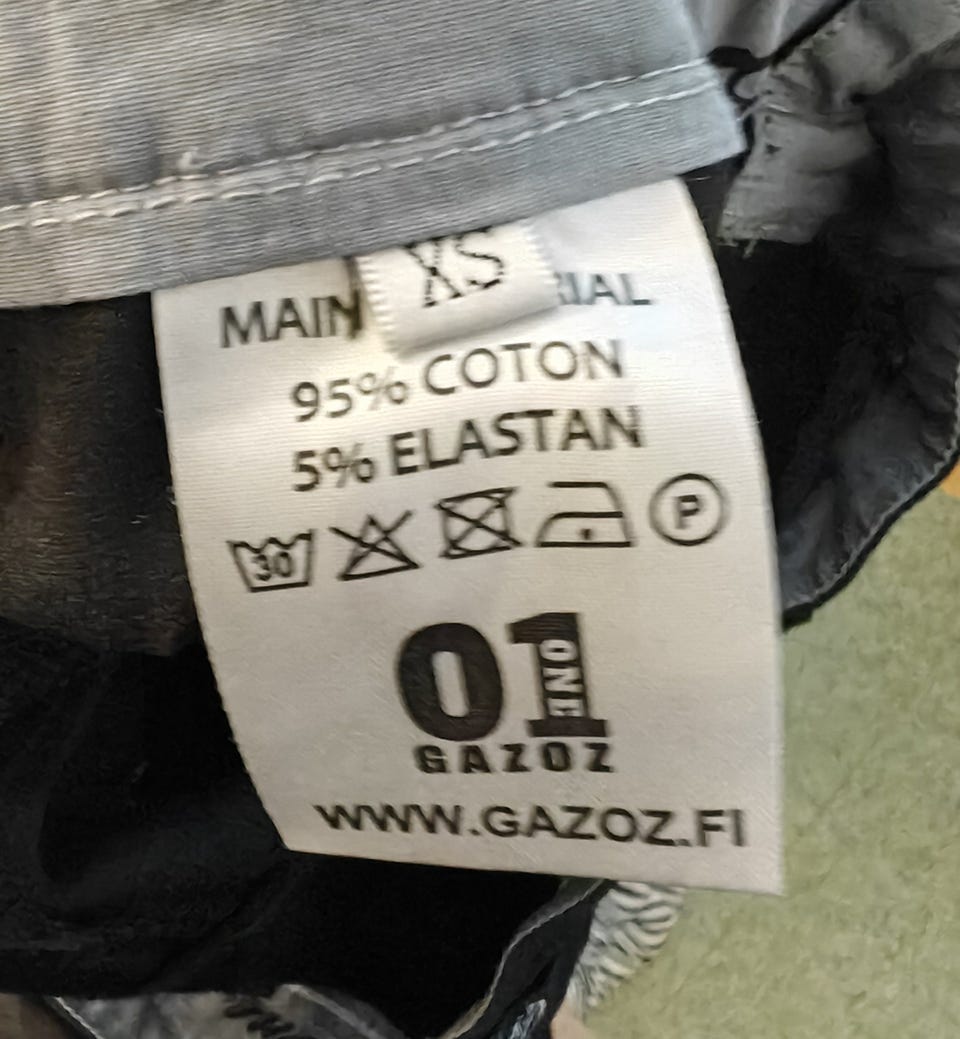 XS
MAIN RIAL
95% COTON
5% ELASTAN
30 P
01
ONE
GAZOZ
WWW.GAZOZ.FI